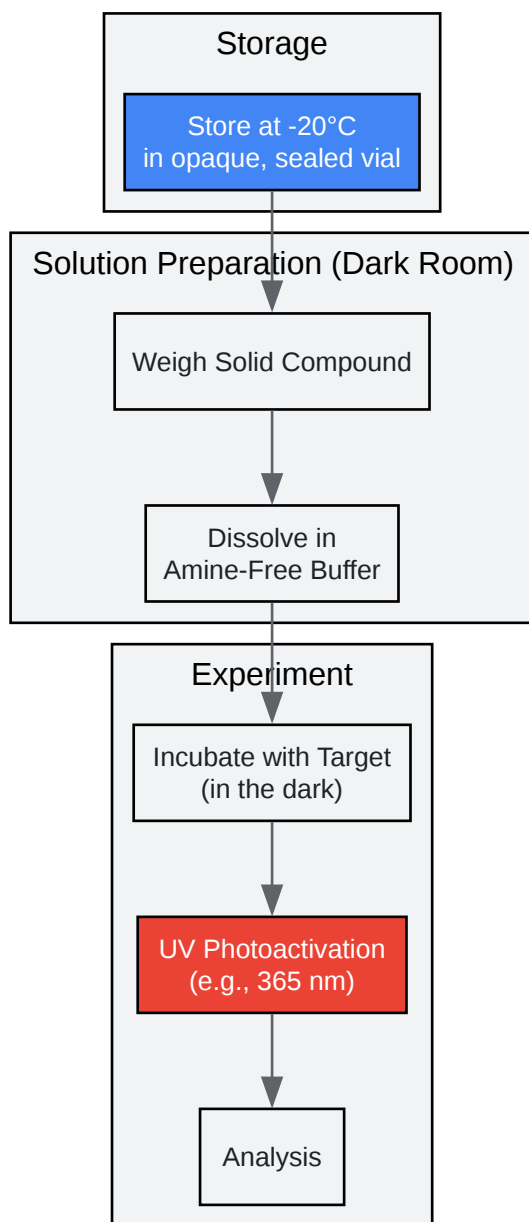 Storage
Store at -20°C
in opaque, sealed vial
Solution Preparation (Dark Room)
Weigh Solid Compound
Dissolve in
Amine-Free Buffer
Experiment
Incubate with Target
(in the dark)
UV Photoactivation
(e.g., 365 nm)
Analysis